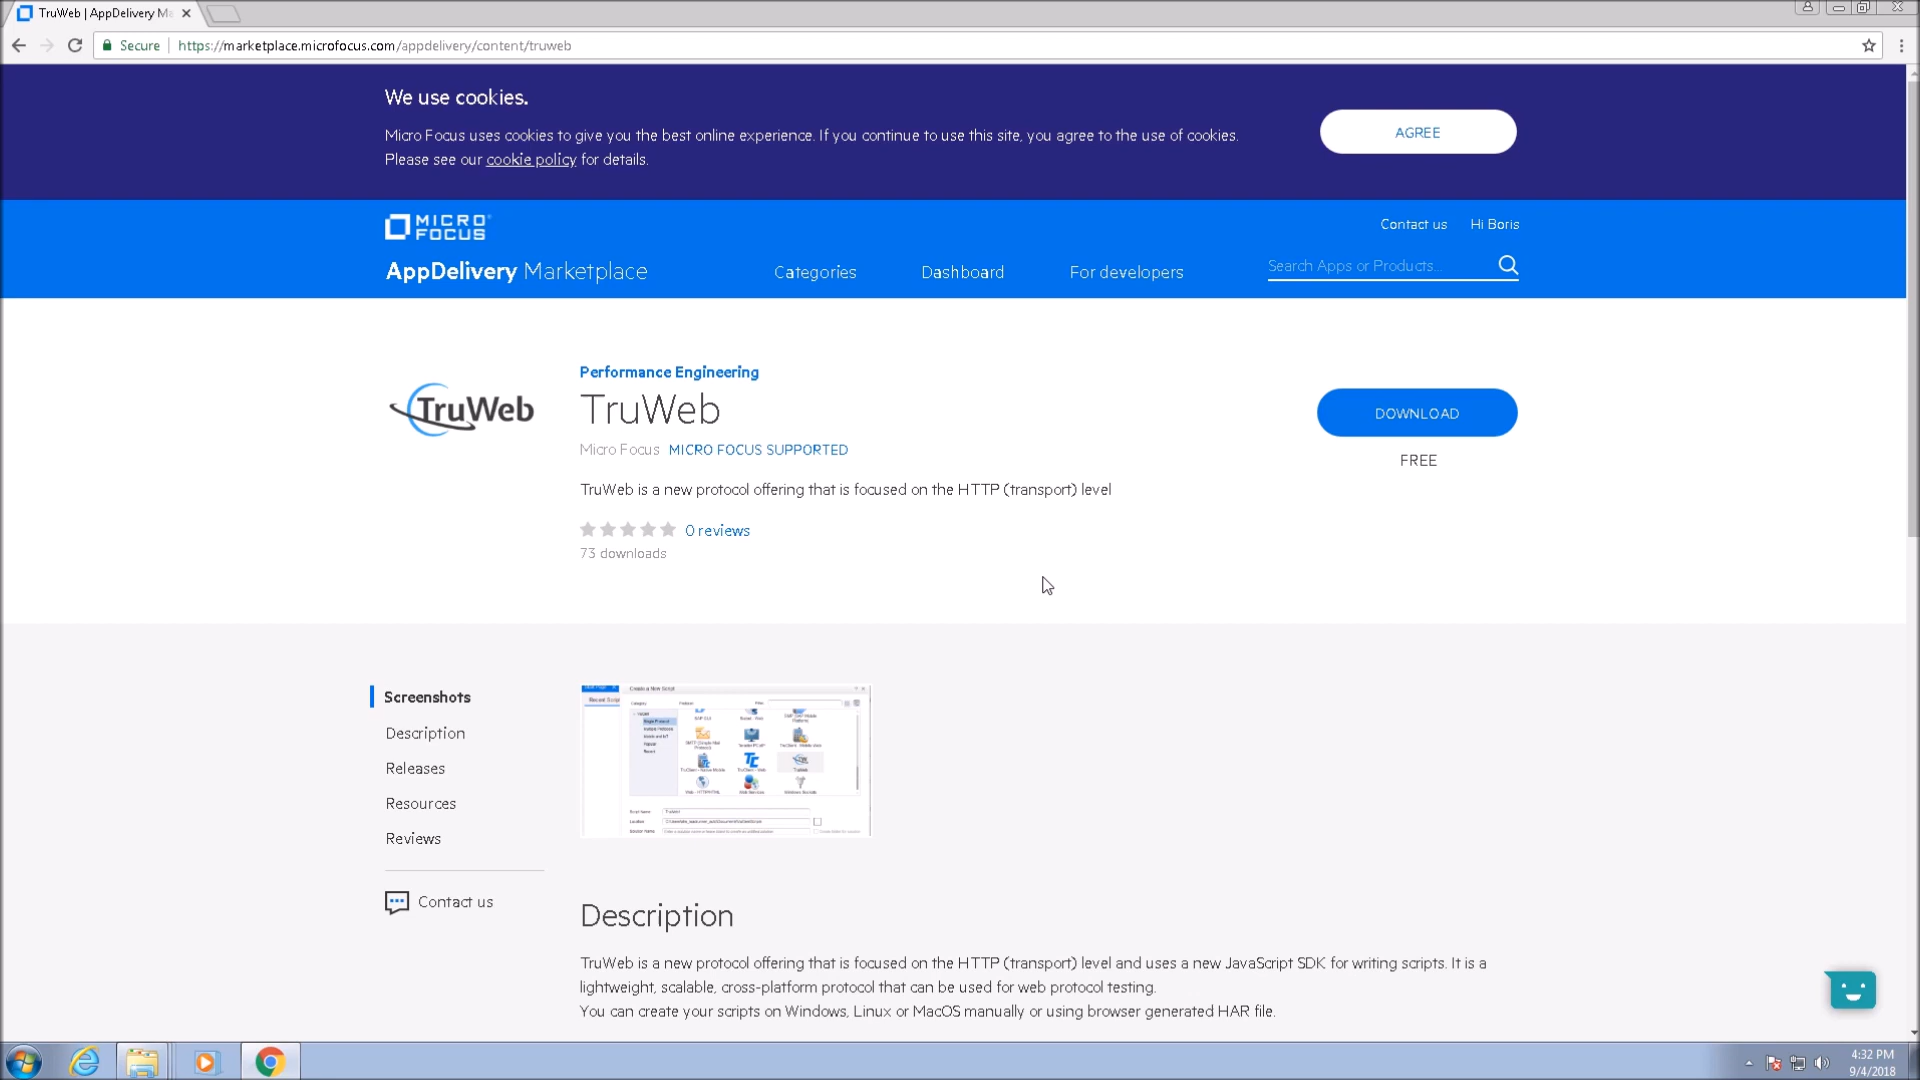 TruWeb | AppDelivery Ma
Secure
https://marketplace.microfocus.com/appdelivery/content/truweb
We use cookies.
Micro Focus uses cookies to give you the best online experience. If you continue to use this site, you agree to the use of cookies.
Please see our cookie policy for details.
AGREE
MICRO
FOCUS
Contact us
Hi Boris
AppDelivery Marketplace
Categories
Dashboard
For developers
Search Apps or Products...
TruWeb
Performance Engineering
TruWeb
Micro Focus MICRO FOCUS SUPPORTED
TruWeb is a new protocol offering that is focused on the HTTP (transport) level
0 reviews
73 downloads
DOWNLOAD
FREE
Screenshots
Description
Releases
Resources
Reviews
Contact us
Create a New Script
Description
TruWeb is a new protocol offering that is focused on the HTTP (transport) level and uses a new JavaScript SDK for writing scripts. It is a
lightweight, scalable, cross-platform protocol that can be used for web protocol testing.
You can create your scripts on Windows, Linux or MacOS manually or using browser generated HAR file.
4:32 PM
9/4/2018